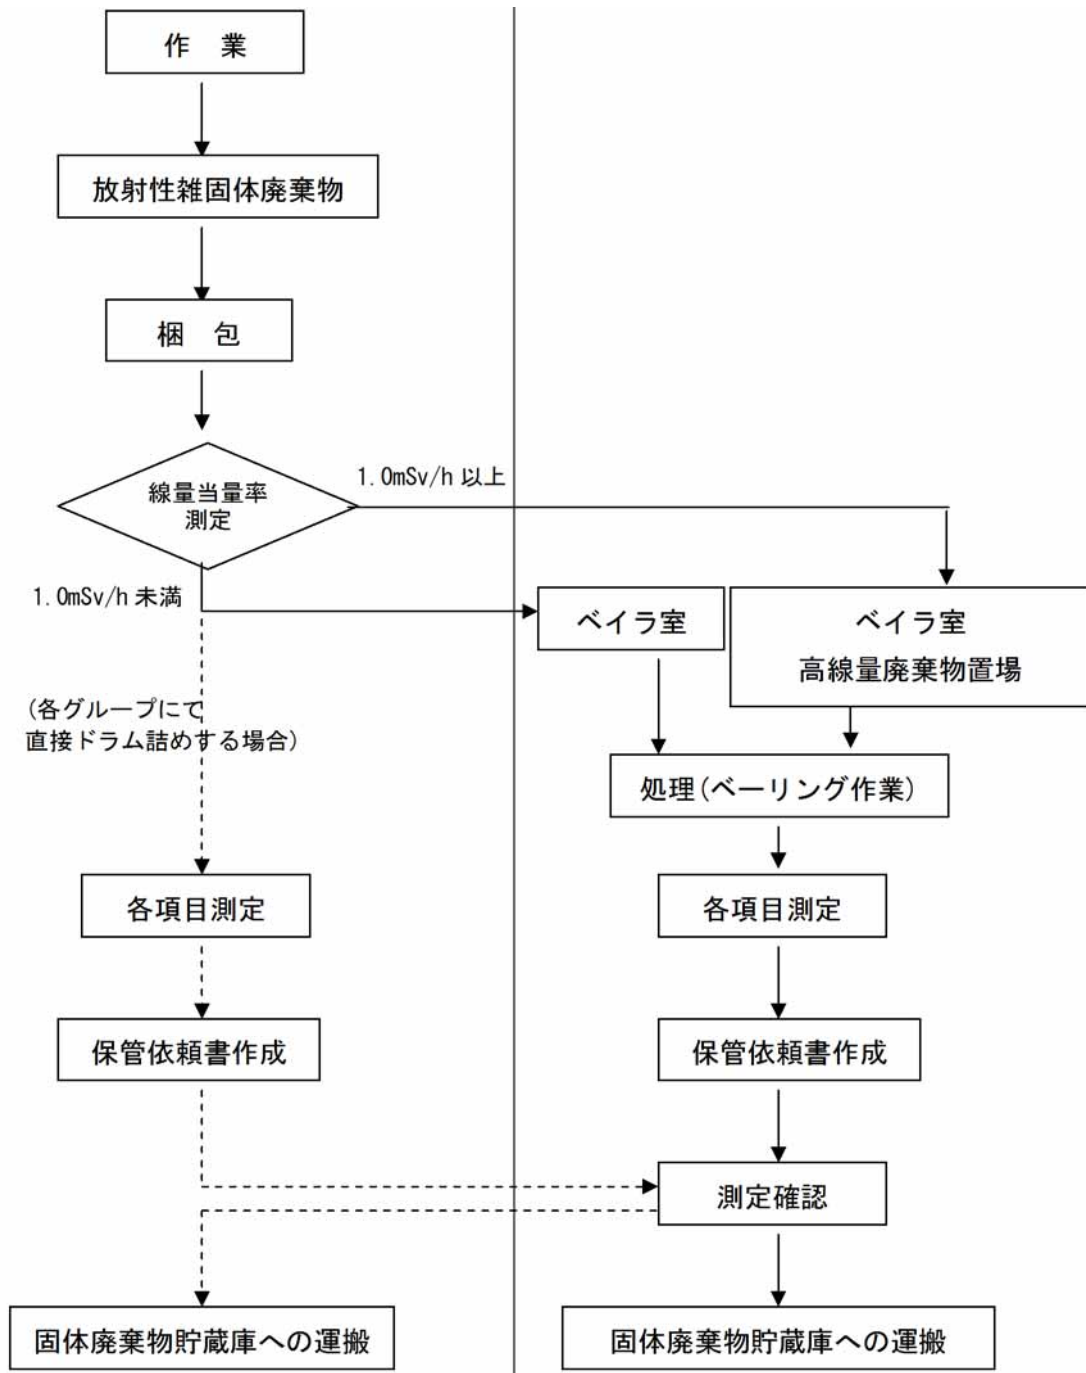 作　業
放射性雑固体廃棄物
梱　包
線量当量率
測定
1.0mSv/h 以上
1.0mSv/h 未満
ベイラ室
ベイラ室
高線量廃棄物置場
(各グループにて
直接ドラム詰めする場合)
処理(ベーリング作業)
各項目測定
各項目測定
保管依頼書作成
保管依頼書作成
測定確認
固体廃棄物貯蔵庫への運搬
固体廃棄物貯蔵庫への運搬